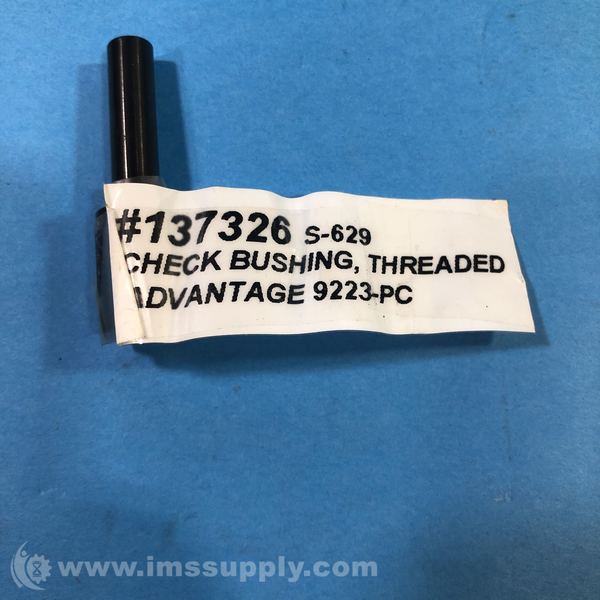 #137326 S-629
CHECK BUSHING, THREADED
ADVANTAGE 9223-PC
www.imssupply.com